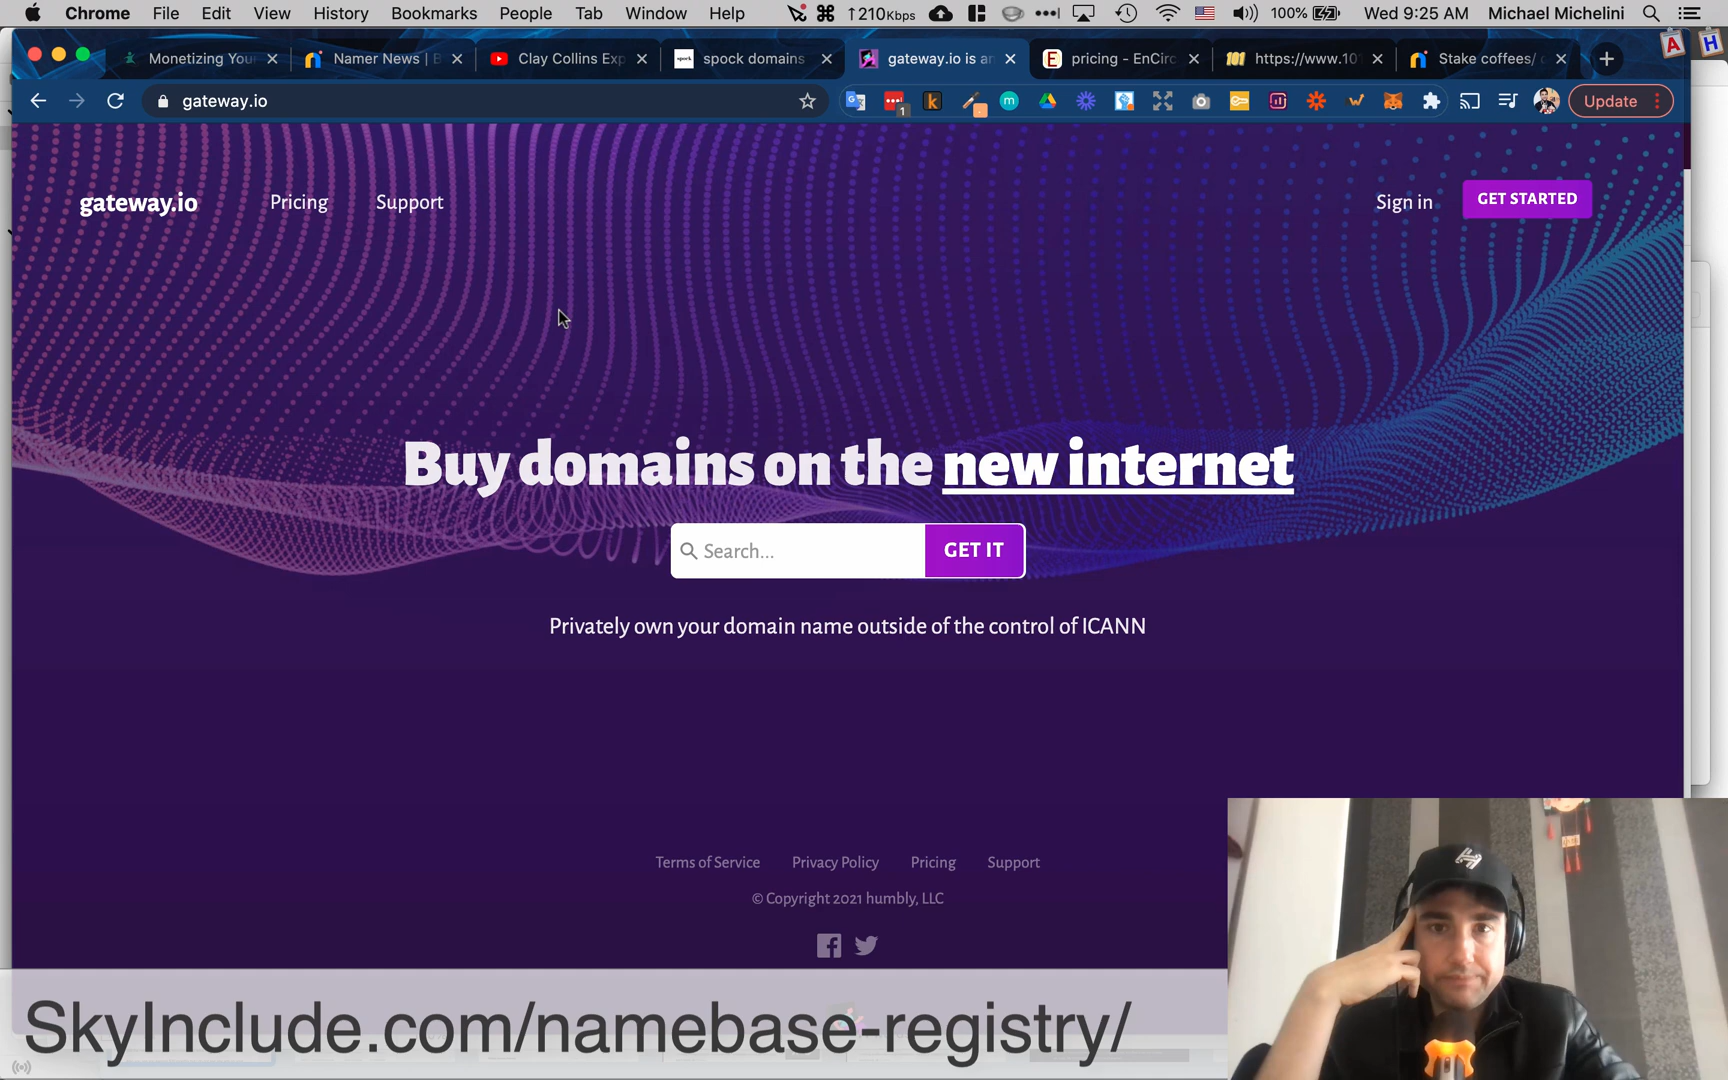 Chrome File Edit View History Bookmarks People Tab Window Help ↑210Kbps 100% Wed 9:25 AM Michael Michelini
Monetizing You
Namer News | B
Clay Collins Exp
spock domains
gateway.io is an
pricing - EnCirc
https://www.101
Stake coffees/
gateway.io
1
Update
gateway.io Pricing Support Sign in GET STARTED
Buy domains on the new internet
Search... GET IT
Privately own your domain name outside of the control of ICANN
Terms of Service Privacy Policy Pricing Support
© Copyright 2021 humbly, LLC
SkyInclude.com/namebase-registry/